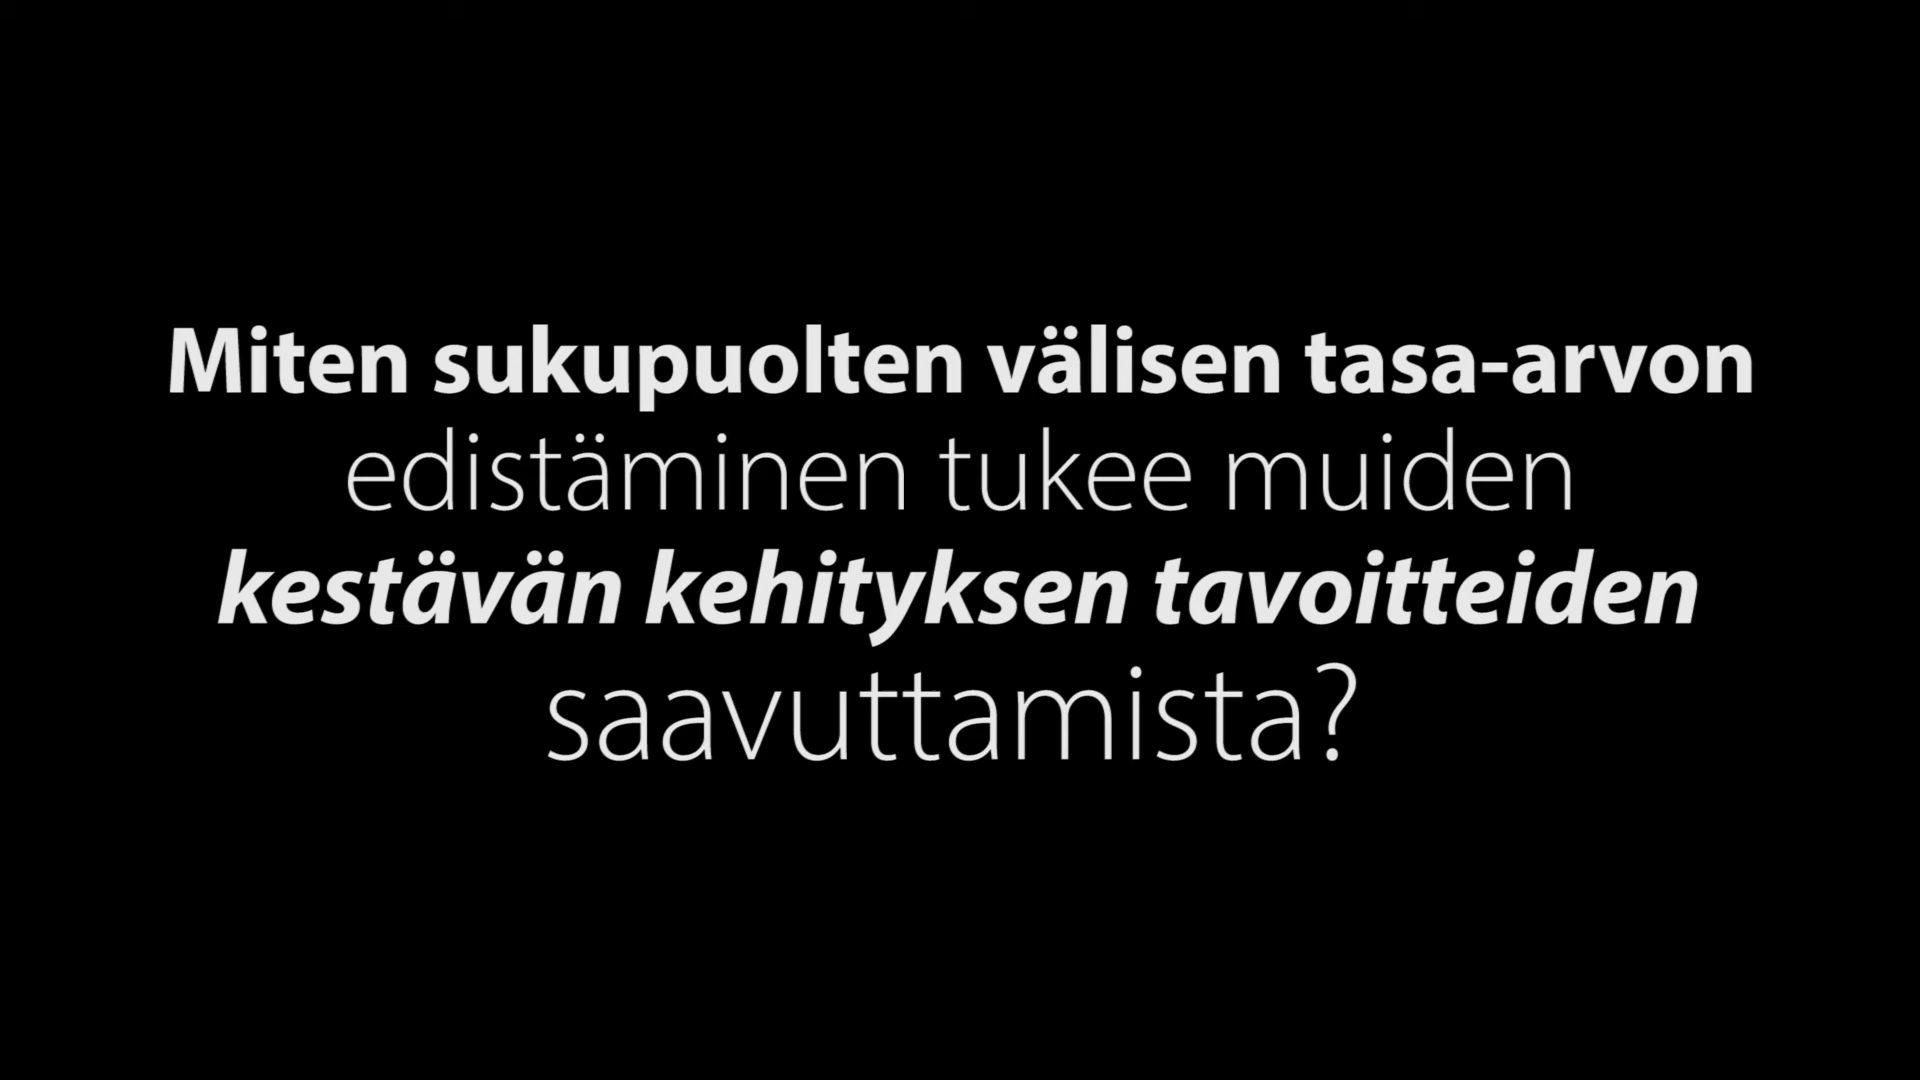 Miten sukupuolten välisen tasa-arvon
edistäminen tukee muiden
kestävän kehityksen tavoitteiden
saavuttamista?